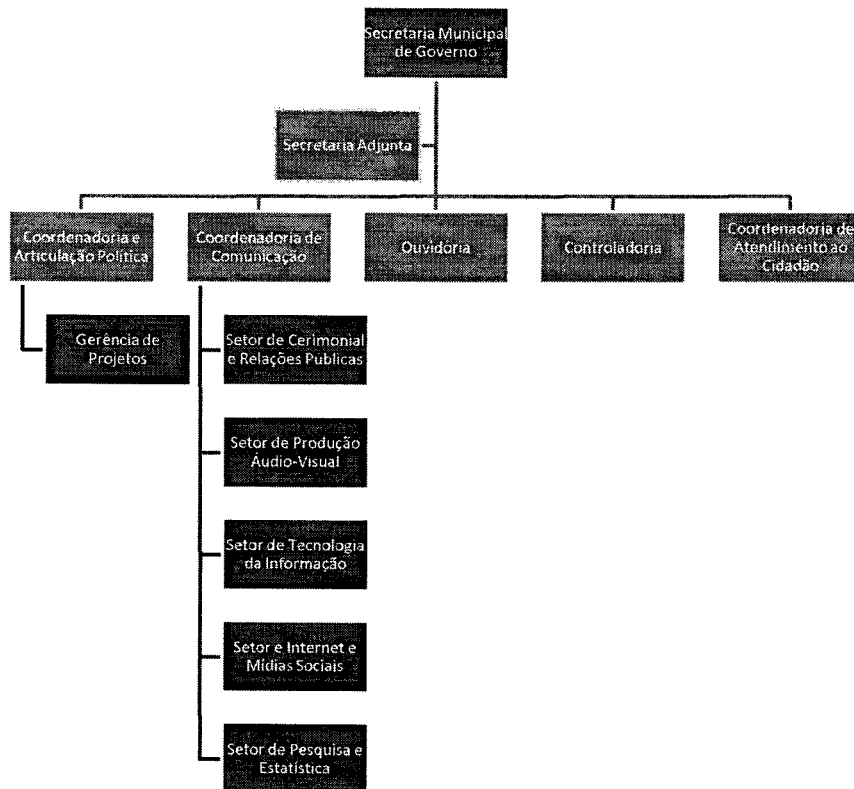 Secretaria Municipal
de Governo
Secretaria Adjunta
Coordenadoria e
Articulação Política
Coordenadoria de
Comunicação
Ouvidoria
Controladoria
Coordenadoria de
Atendimento ao
Cidadão
Gerência de
Projetos
Setor de Cerimonial
e Relações Publicas
Setor de Produção
Áudio-Visual
Setor de Tecnologia
da Informação
Setor e Internet e
Mídias Sociais
Setor de Pesquisa e
Estatística